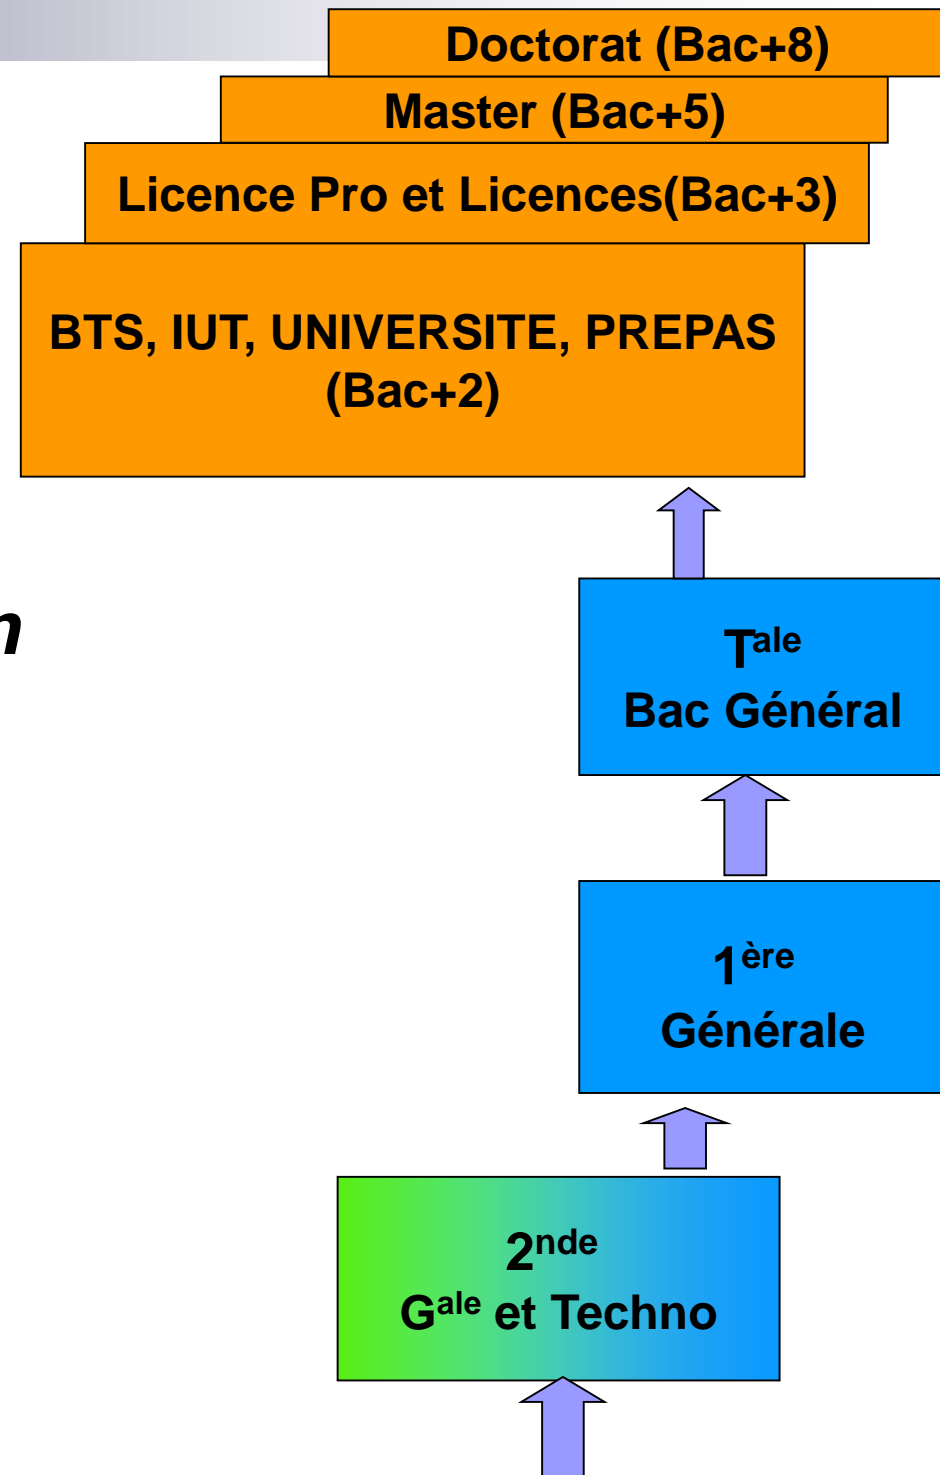 Doctorat (Bac+8)
Master (Bac+5)
Licence Pro et Licences(Bac+3)
BTS, IUT, UNIVERSITE, PREPAS
(Bac+2)
n
Tale
Bac Général
1ère
Générale
2nde
Gale et Techno